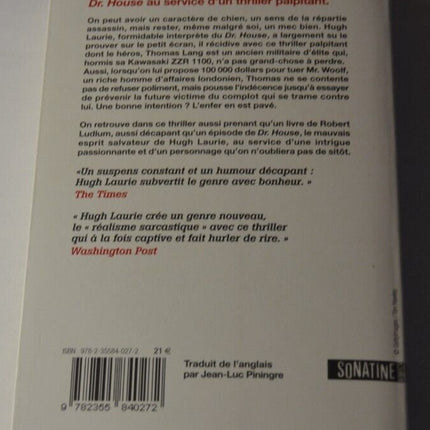 Dr. House au service d'un thriller palpitant.
On peut avoir un caractère de chien, un sens de la répartie
assassin, mais rester, même malgré soi, un mec bien. Hugh
Laurie, formidable interprète du Dr. House, a largement su le
prouver sur le petit écran, il récidive avec ce thriller palpitant
dont le héros, Thomas Lang est un ancien militaire d'élite qui,
hormis sa Kawasaki ZZR 1100, n'a pas grand-chose à perdre.
Aussi, lorsqu'on lui propose 100 000 dollars pour tuer Mr. Woolf,
un riche homme d'affaires londonien, Thomas ne se contente
pas de refuser poliment, mais pousse l'indécence jusqu'à essayer
de prévenir la future victime du complot qui se trame contre
lui. Une bonne intention ? L'enfer en est pavé.
On retrouve dans ce thriller aussi prenant qu'un livre de Robert
Ludlum, aussi décapant qu'un épisode de Dr. House, le mauvais
esprit salvateur de Hugh Laurie, au service d'une intrigue
passionnante et d'un personnage qu'on n'oubliera pas de sitôt.
«Un suspens constant et un humour décapant :
Hugh Laurie subvertit le genre avec bonheur. »
The Times
« Hugh Laurie crée un genre nouveau,
le « réalisme sarcastique » avec ce thriller
qui à la fois captive et fait hurler de rire. »
Washington Post
ISBN 978-2-35584-027-2 21 €
Traduit de l'anglais
par Jean-Luc Piningre
SONATINE
9 782355 840272